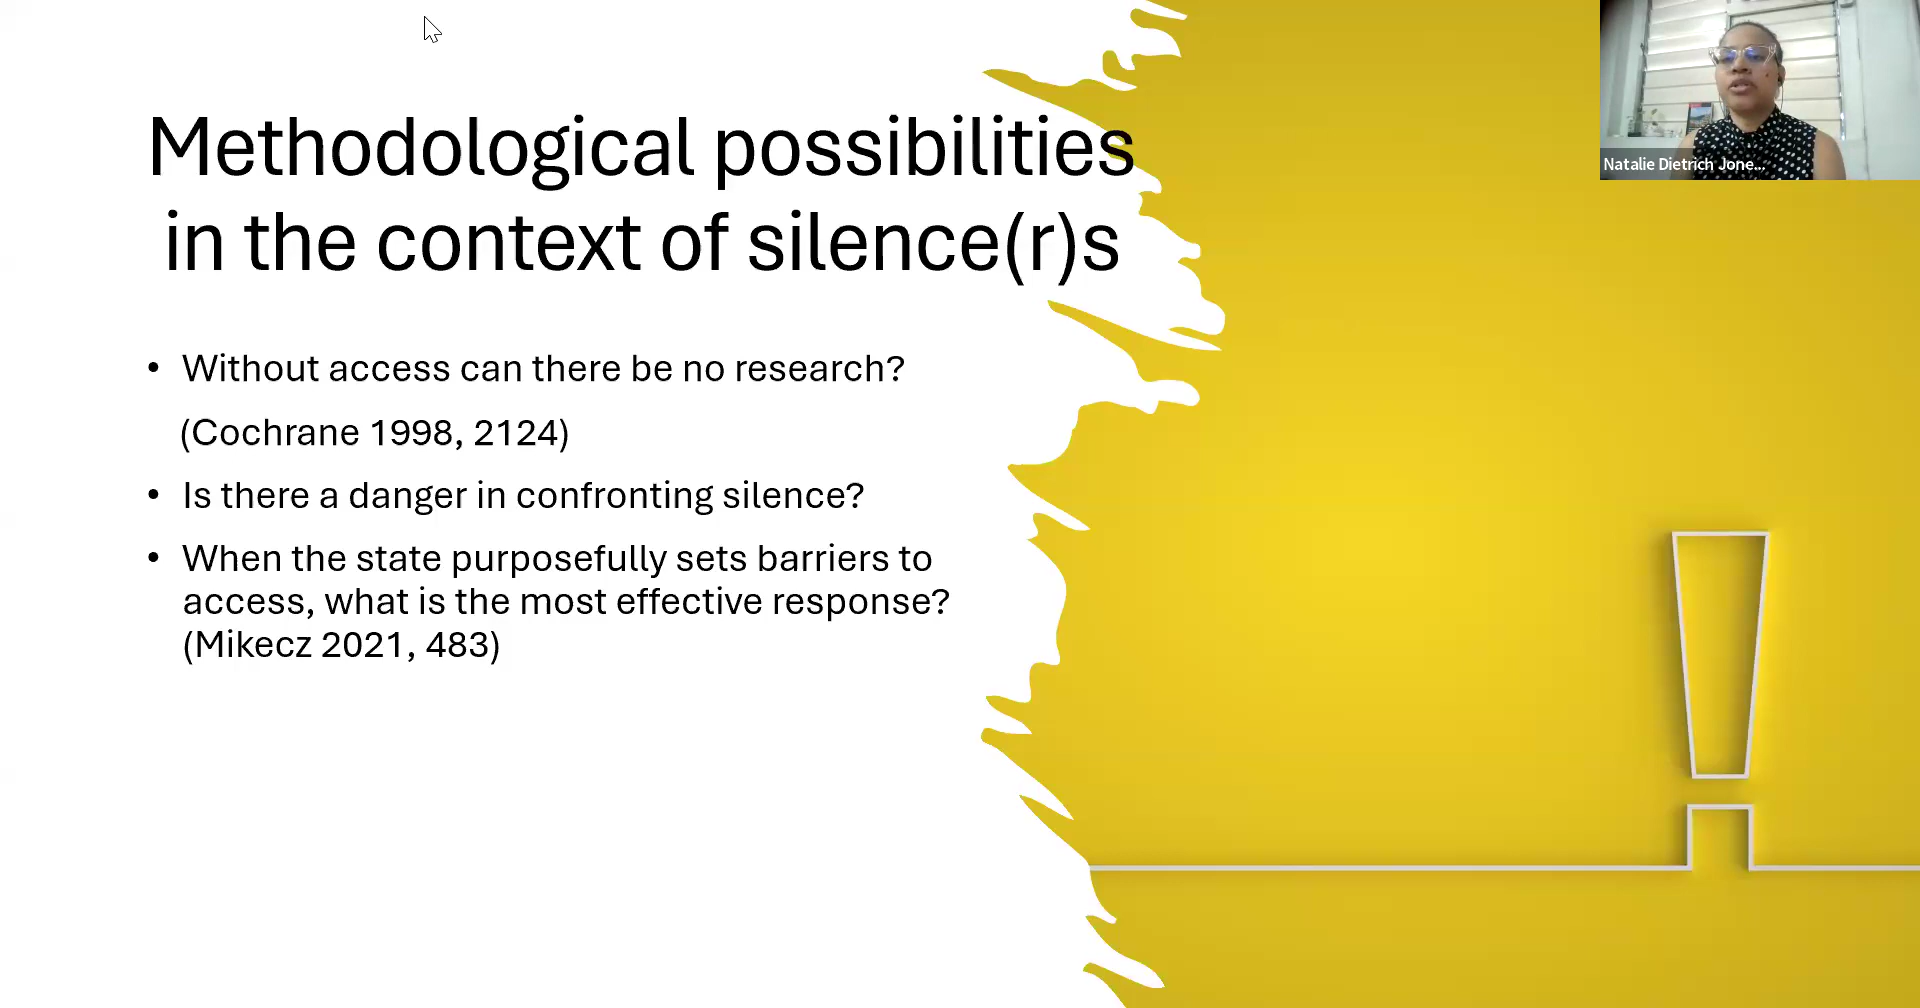 Methodological possibilities
in the context of silence(r)s
• Without access can there be no research?
(Cochrane 1998, 2124)
• Is there a danger in confronting silence?
• When the state purposefully sets barriers to
access, what is the most effective response?
(Mikecz 2021, 483)
Natalie Dietrich Jone...